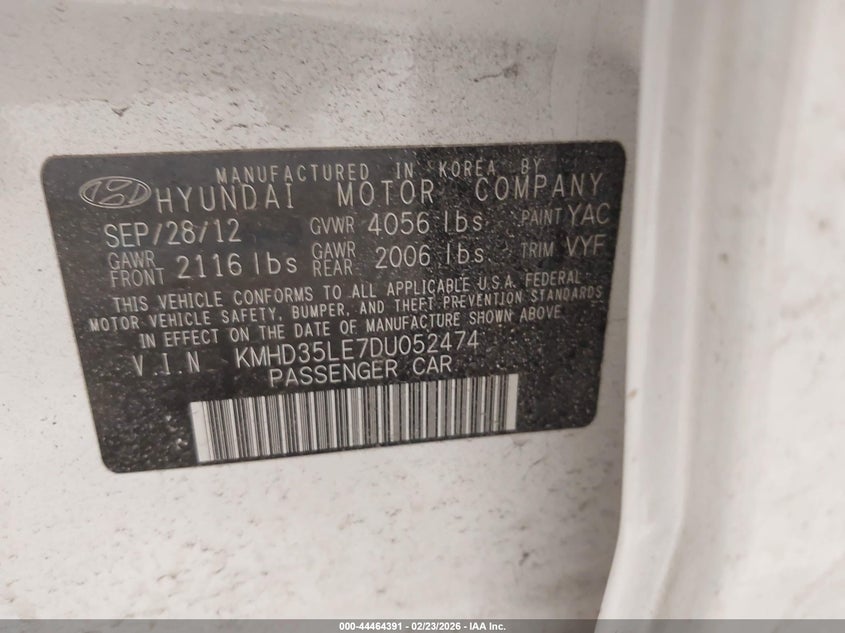 MANUFACTURED IN KOREA BY
HYUNDAI MOTOR COMPANY
SEP/28/12 GVWR 4056 lbs PAINT YAC
GAWR FRONT 2116 lbs GAWR REAR 2006 lbs TRIM VYF
THIS VEHICLE CONFORMS TO ALL APPLICABLE U.S.A. FEDERAL
MOTOR VEHICLE SAFETY, BUMPER, AND THEFT PREVENTION STANDARDS
IN EFFECT ON THE DATE OF MANUFACTURE SHOWN ABOVE.
V.I.N KMHD35LE7DU052474
PASSENGER CAR
000-44464391 - 02/23/2026 - IAA Inc.